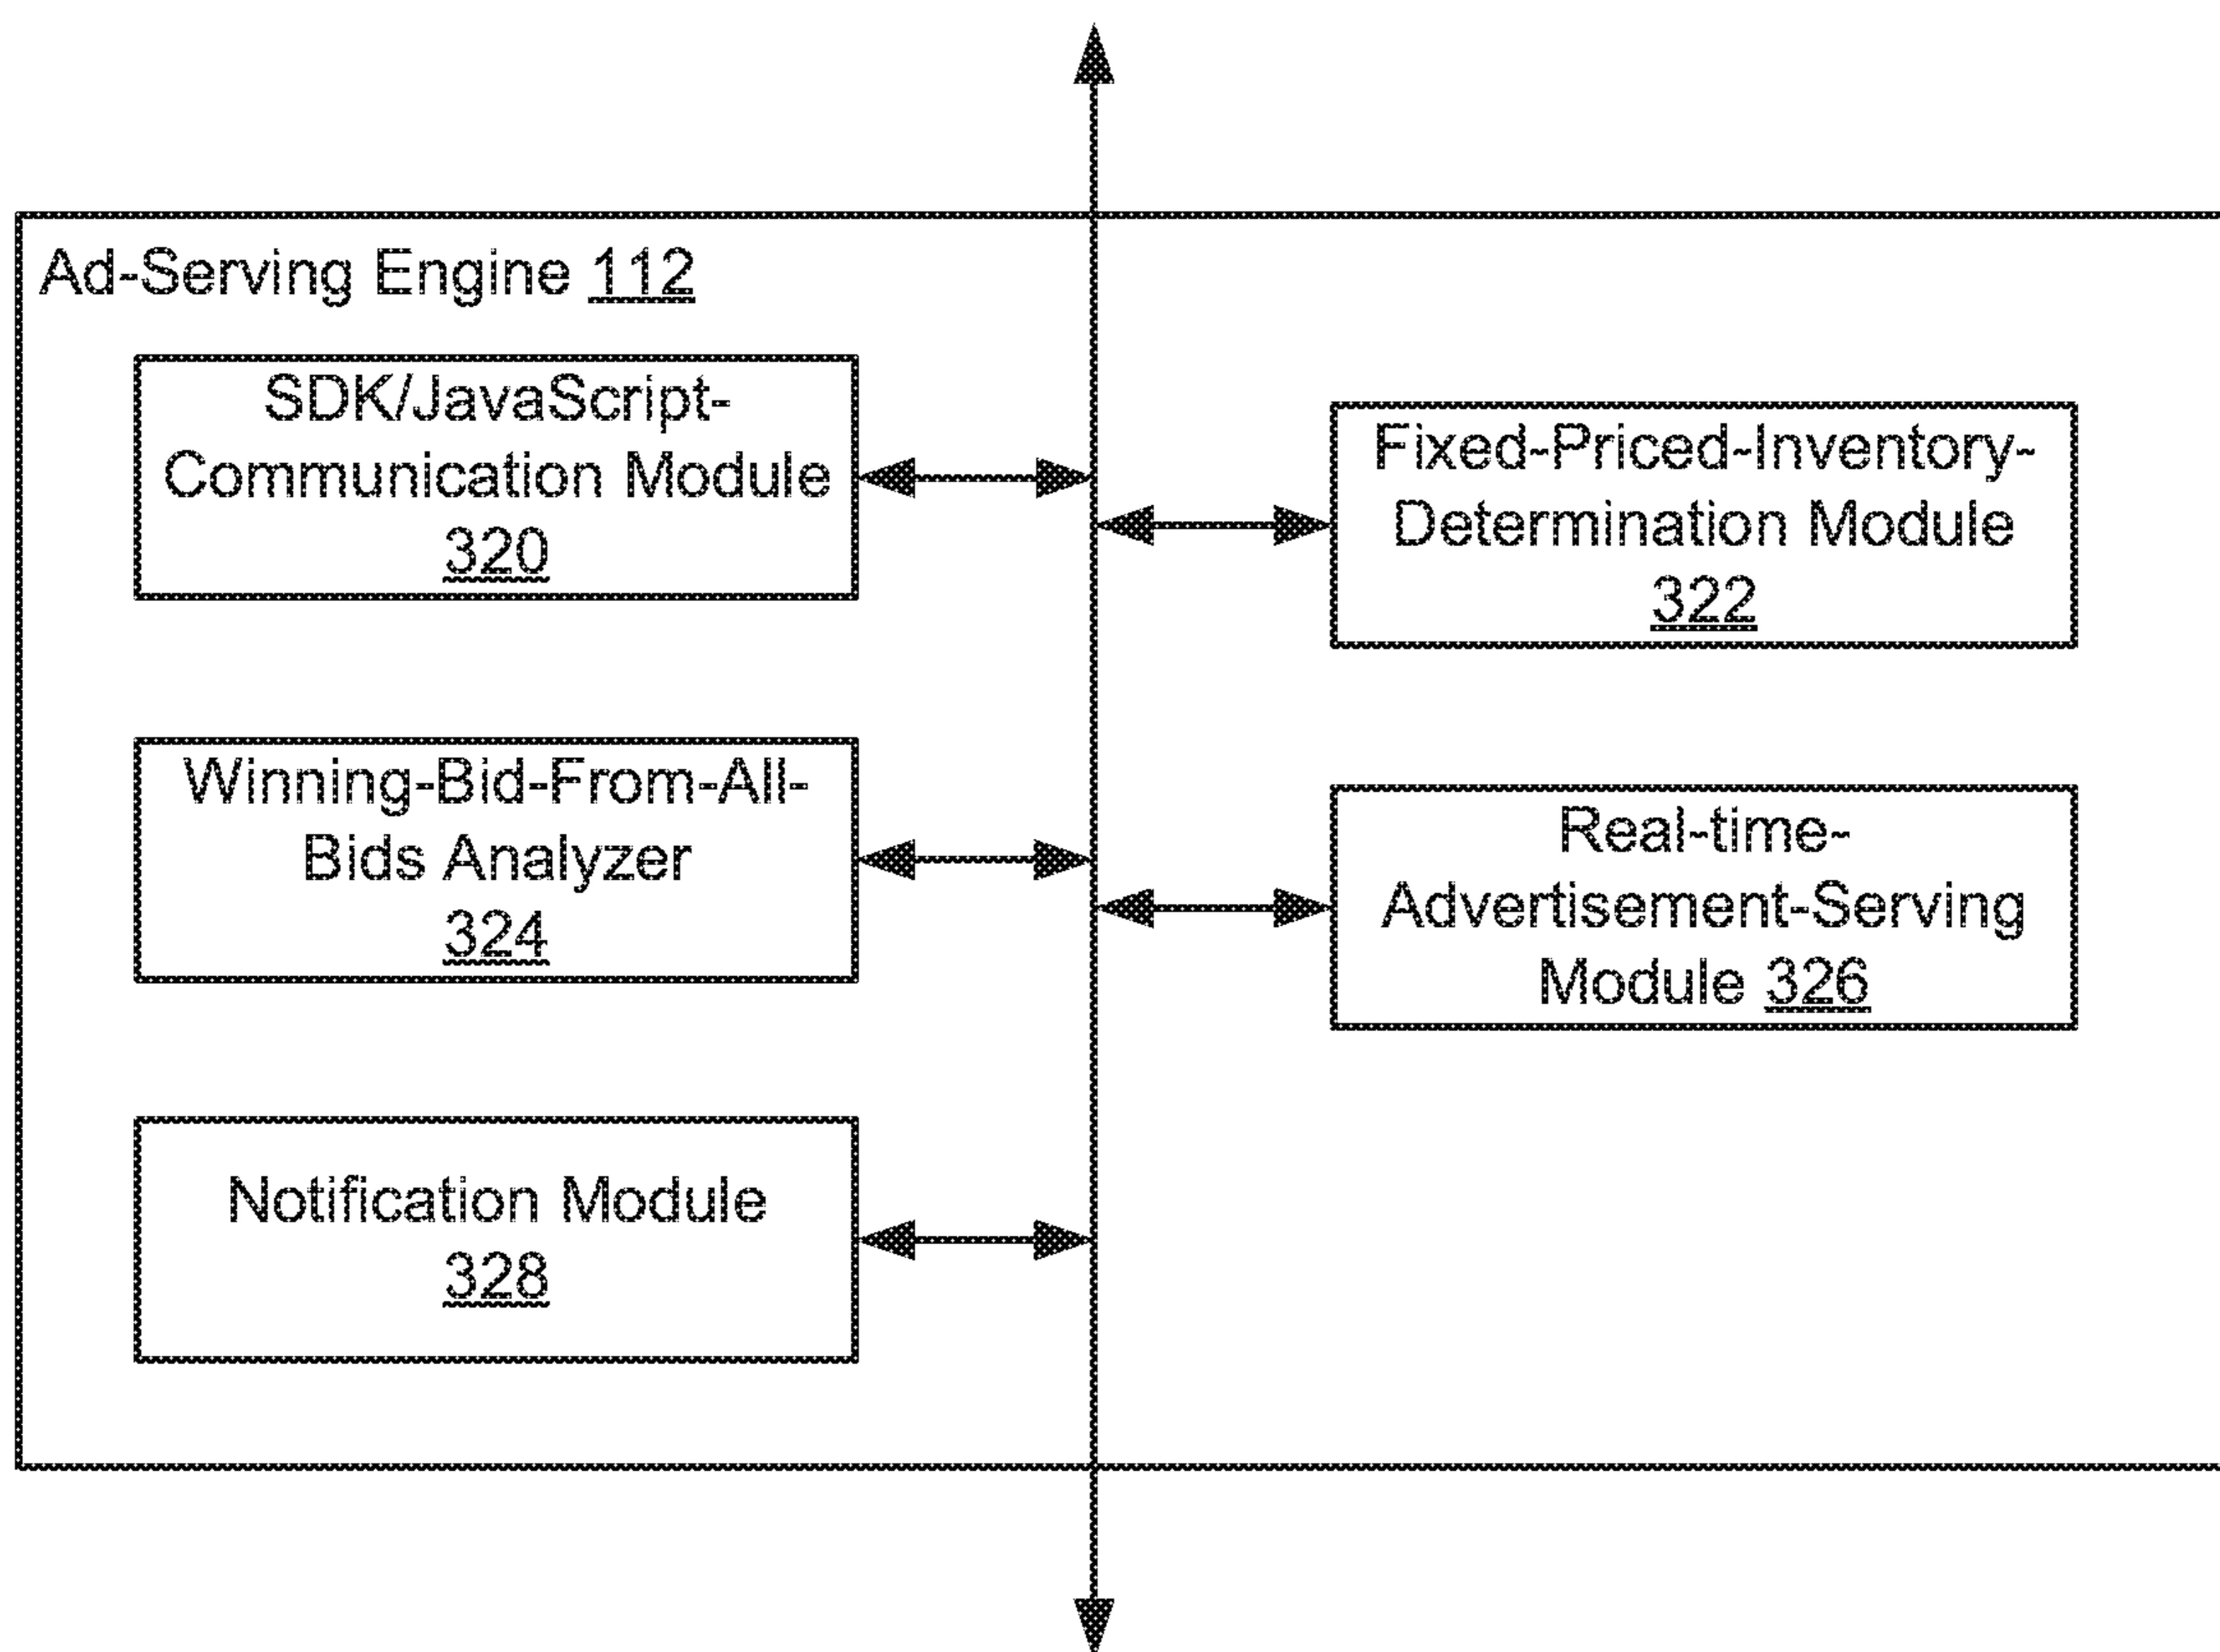 Ad-Serving Engine 112
SDK/JavaScript-
Communication Module
320
Fixed-Priced-Inventory-
Determination Module
322
Winning-Bid-From-All-
Bids Analyzer
324
Real-time-
Advertisement-Serving
Module 326
Notification Module
328